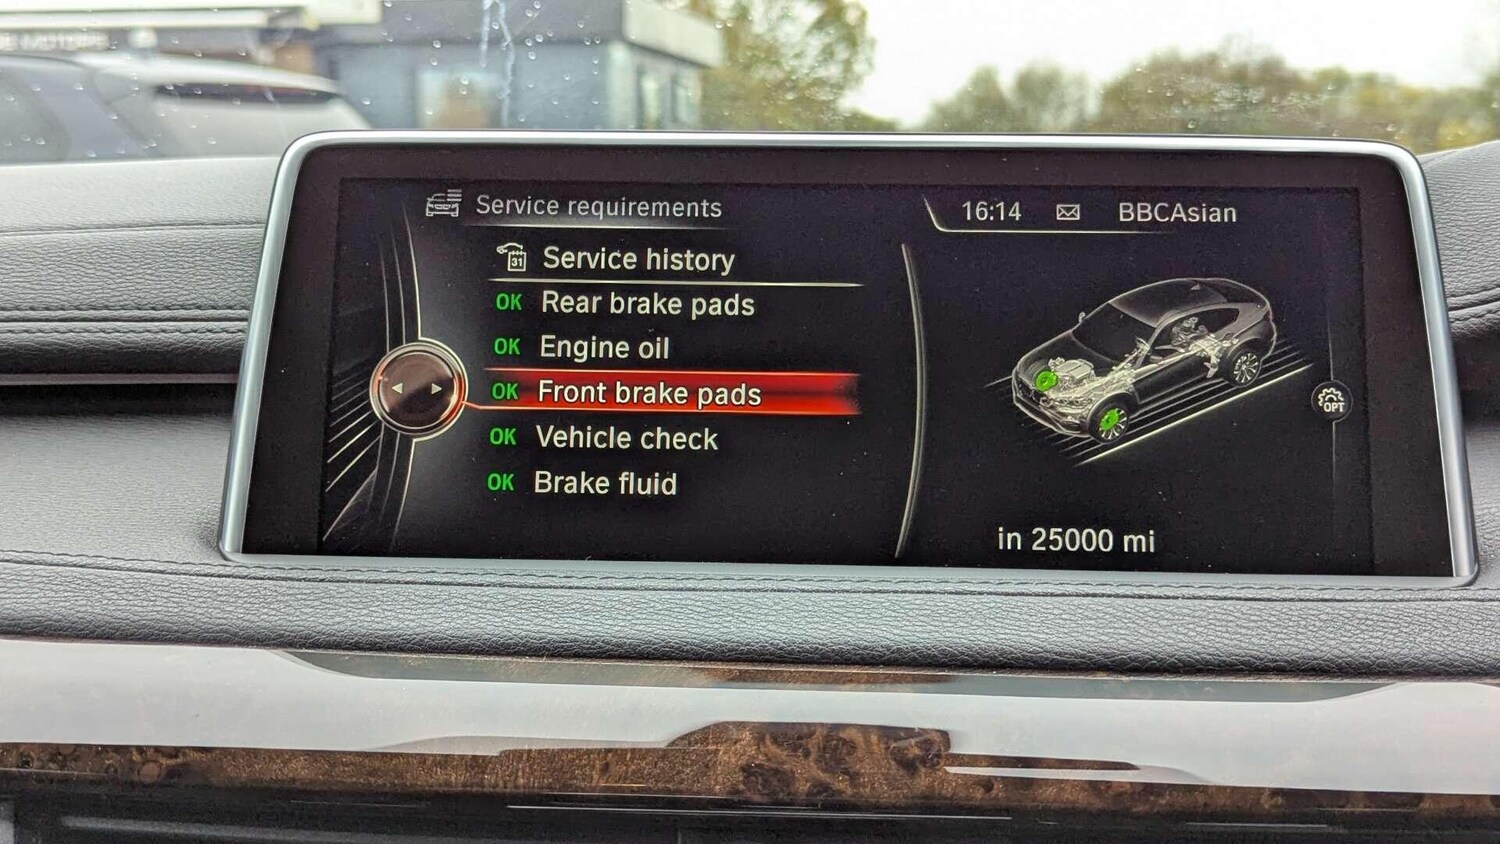 Service requirements
16:14 BBCAsian
31 Service history
OK Rear brake pads
OK Engine oil
OK Front brake pads
OK Vehicle check
OK Brake fluid
OPT
in 25000 mi